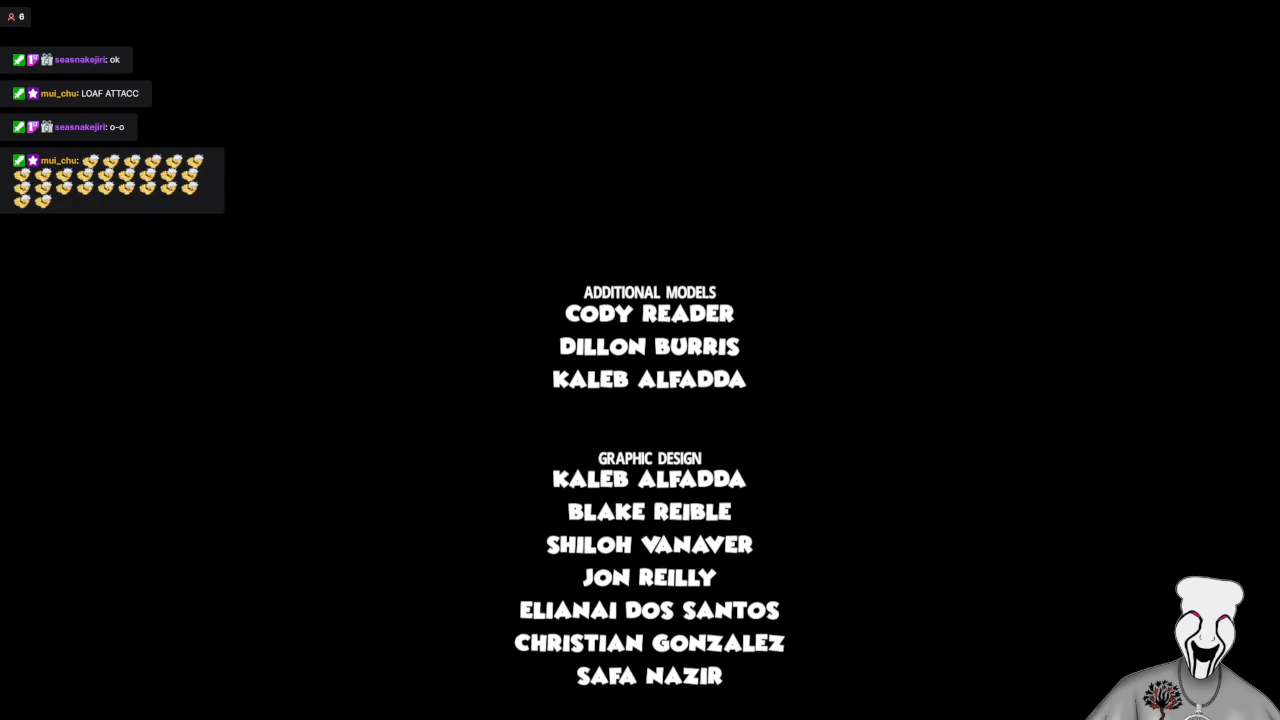 6
seasnakejiri: ok
mui_chu: LOAF ATTACC
seasnakejiri: o-o
mui_chu:
ADDITIONAL MODELS
CODY READER
DILLON BURRIS
KALEB ALFADDA
GRAPHIC DESIGN
KALEB ALFADDA
BLAKE REIBLE
SHILOH VANAVER
JON REILLY
ELIANAI DOS SANTOS
CHRISTIAN GONZALEZ
SAFA NAZIR